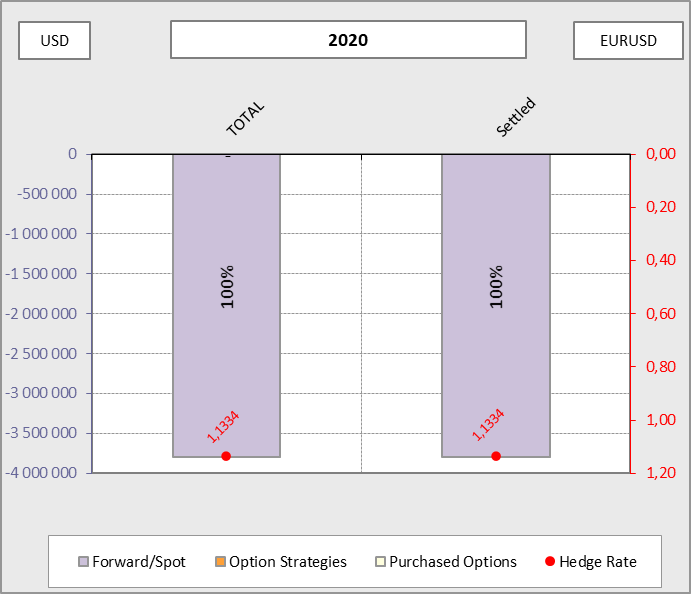 USD
2020
EURUSD
TOTAL
Settled
0
-500 000
-1 000 000
-1 500 000
-2 000 000
-2 500 000
-3 000 000
-3 500 000
-4 000 000
-
100%
100%
1,1334
1,1334
0,00
0,20
0,40
0,60
0,80
1,00
1,20
Forward/Spot Option Strategies Purchased Options Hedge Rate